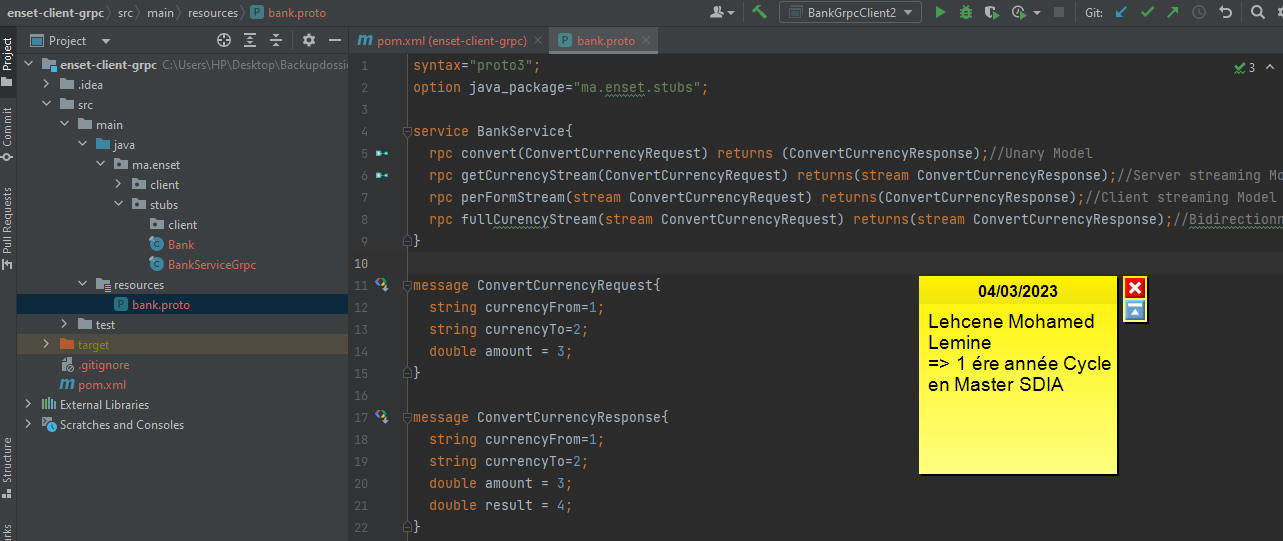 enset-client-grpc > src > main > resources > bank.proto
BankGrpcClient2
Git:
Project
pom.xml (enset-client-grpc)
bank.proto
Project
Commit
Pull Requests
Structure
enset-client-grpc C:\Users\HP\Desktop\Backupdossi
.idea
src
main
java
ma.enset
client
stubs
client
Bank
BankServiceGrpc
resources
bank.proto
test
target
.gitignore
pom.xml
External Libraries
Scratches and Consoles
3
1 syntax="proto3";
2 option java_package="ma.enset.stubs";
3
4 service BankService{
5 rpc convert(ConvertCurrencyRequest) returns (ConvertCurrencyResponse);//Unary Model
6 rpc getCurrencyStream(ConvertCurrencyRequest) returns(stream ConvertCurrencyResponse);//Server streaming Mo
7 rpc perFormStream(stream ConvertCurrencyRequest) returns(ConvertCurrencyResponse);//Client streaming Model
8 rpc fullCurencyStream(stream ConvertCurrencyRequest) returns(stream ConvertCurrencyResponse);//Bidirectionn
9 }
10
11 message ConvertCurrencyRequest{
12 string currencyFrom=1;
13 string currencyTo=2;
14 double amount = 3;
15 }
16
17 message ConvertCurrencyResponse{
18 string currencyFrom=1;
19 string currencyTo=2;
20 double amount = 3;
21 double result = 4;
22 }
04/03/2023
Lehcene Mohamed
Lemine
=> 1 ére année Cycle
en Master SDIA